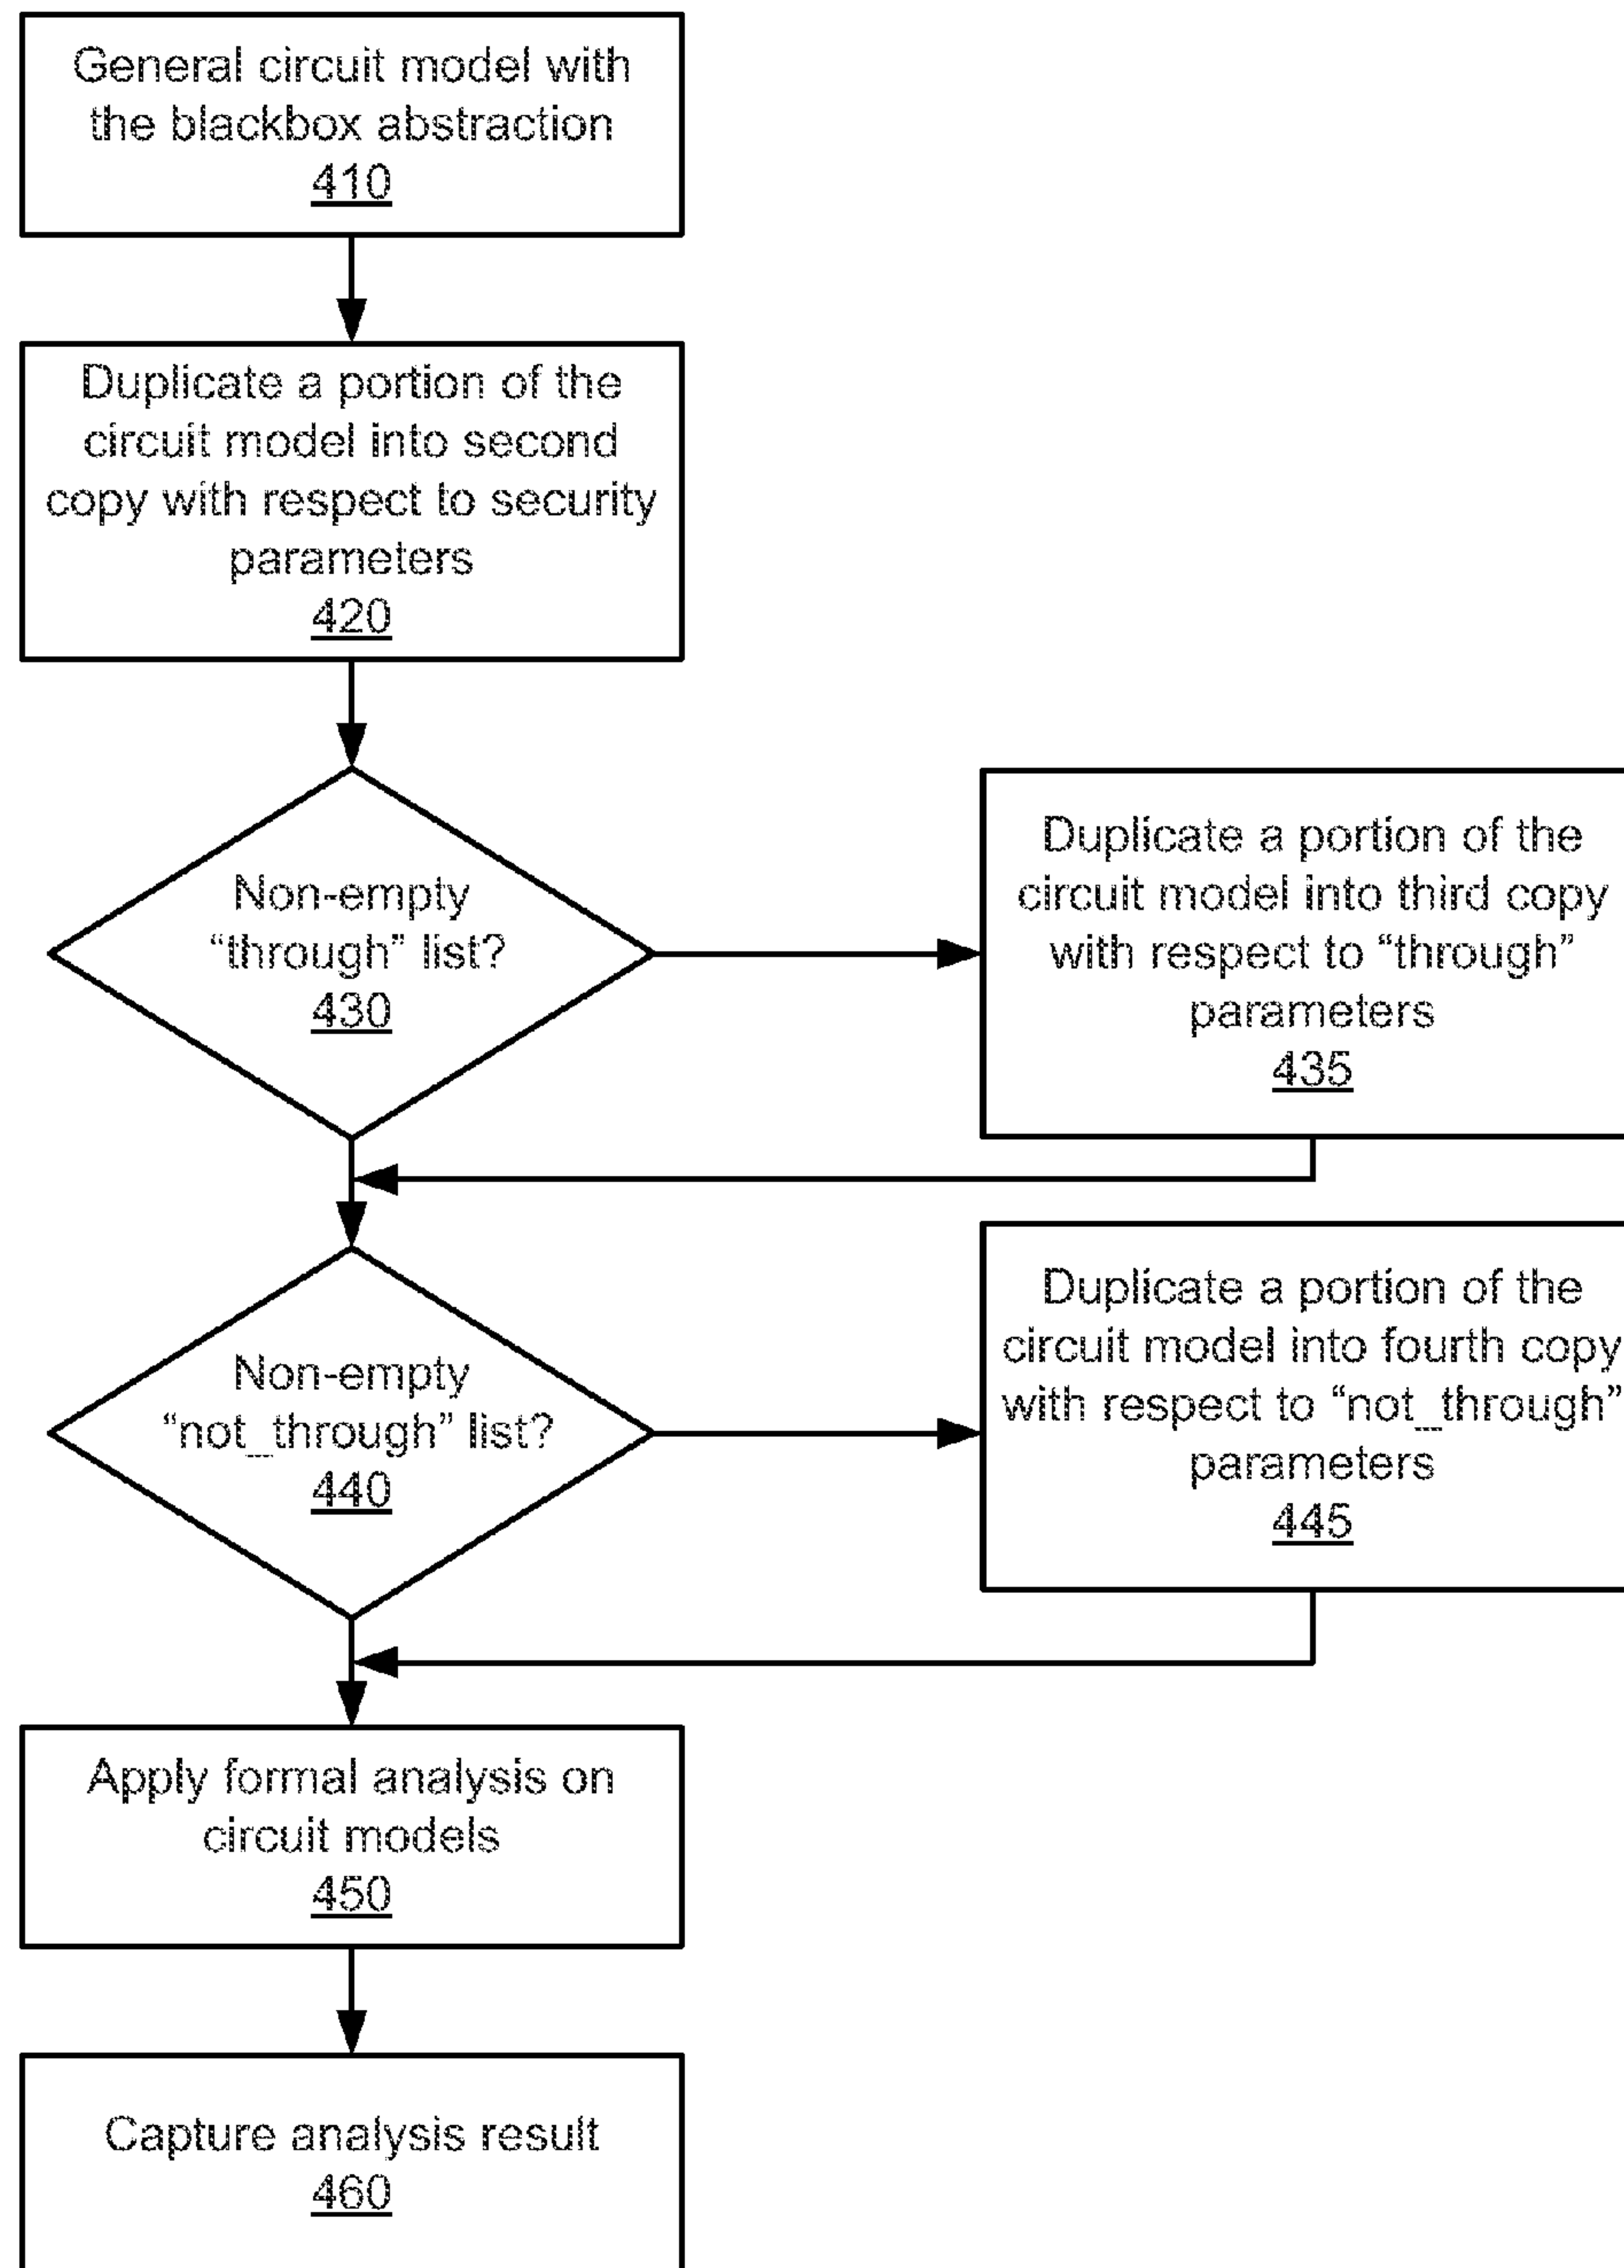 General circuit model with
the blackbox abstraction
410
Duplicate a portion of the
circuit model into second
copy with respect to security
parameters
420
Non-empty
“through” list?
430
Duplicate a portion of the
circuit model into third copy
with respect to “through”
parameters
435
Non-empty
“not_through” list?
440
Duplicate a portion of the
circuit model into fourth copy
with respect to “not_through”
parameters
445
Apply formal analysis on
circuit models
450
Capture analysis result
460